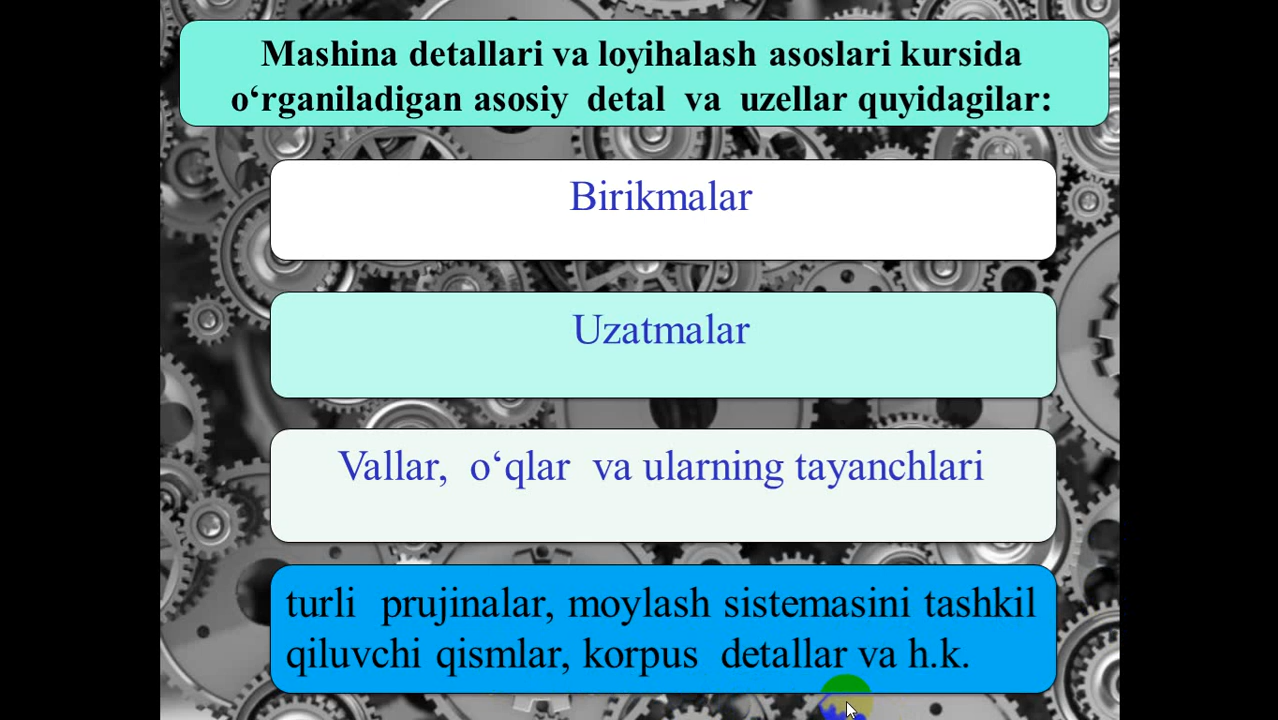 Mashina detallari va loyihalash asoslari kursida
o‘rganiladigan asosiy detal va uzellar quyidagilar:
Birikmalar
Uzatmalar
Vallar, o‘qlar va ularning tayanchlari
turli prujinalar, moylash sistemasini tashkil
qiluvchi qismlar, korpus detallar va h.k.